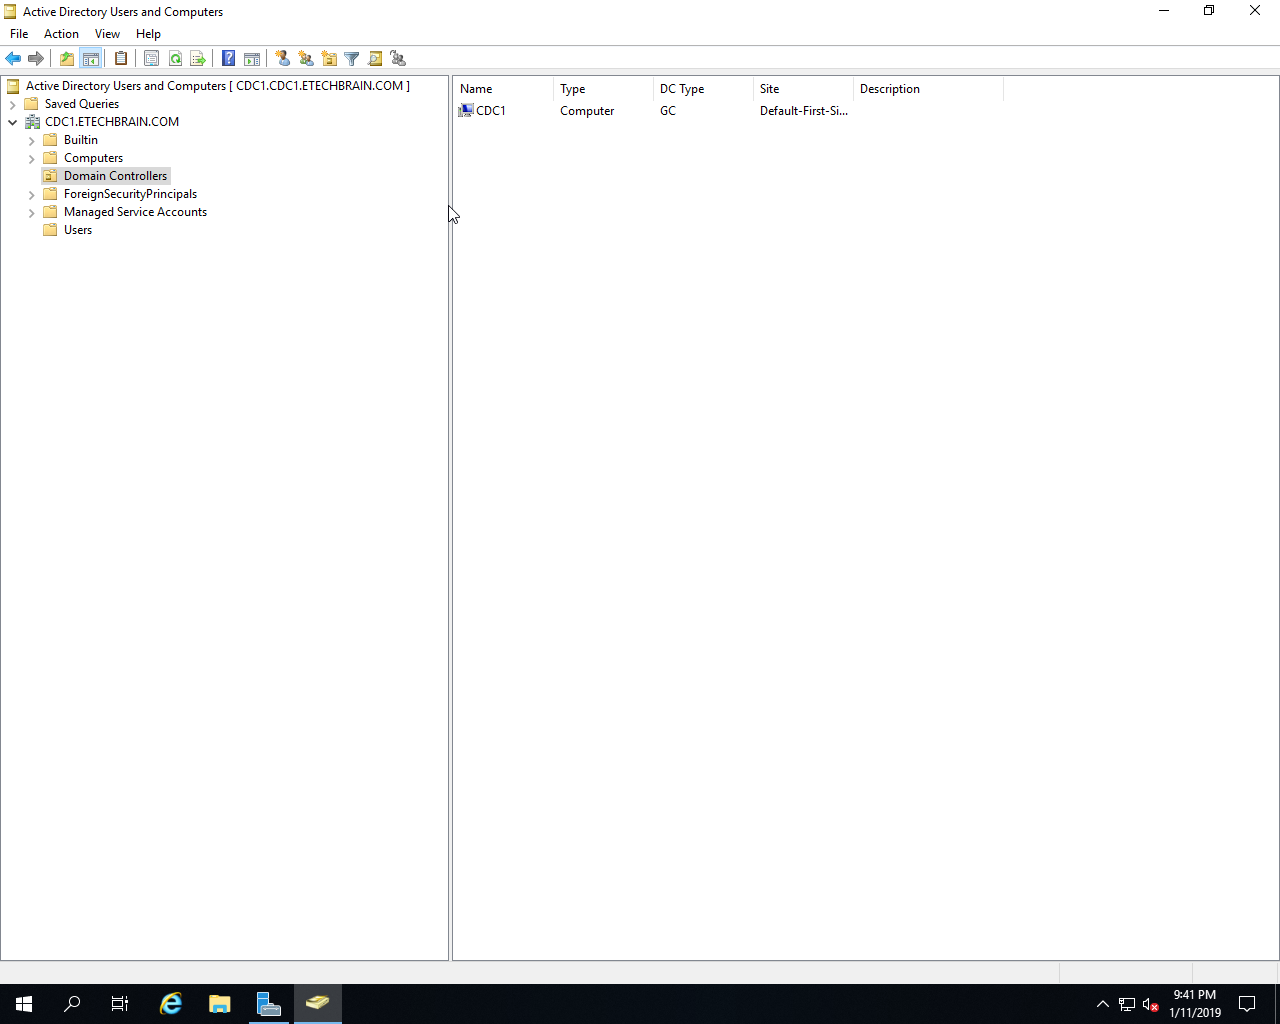 Active Directory Users and Computers
File Action View Help
Active Directory Users and Computers [ CDC1.CDC1.ETECHBRAIN.COM ]
Saved Queries
CDC1.ETECHBRAIN.COM
Builtin
Computers
Domain Controllers
ForeignSecurityPrincipals
Managed Service Accounts
Users
Name Type DC Type Site Description
CDC1 Computer GC Default-First-Si...
9:41 PM
1/11/2019